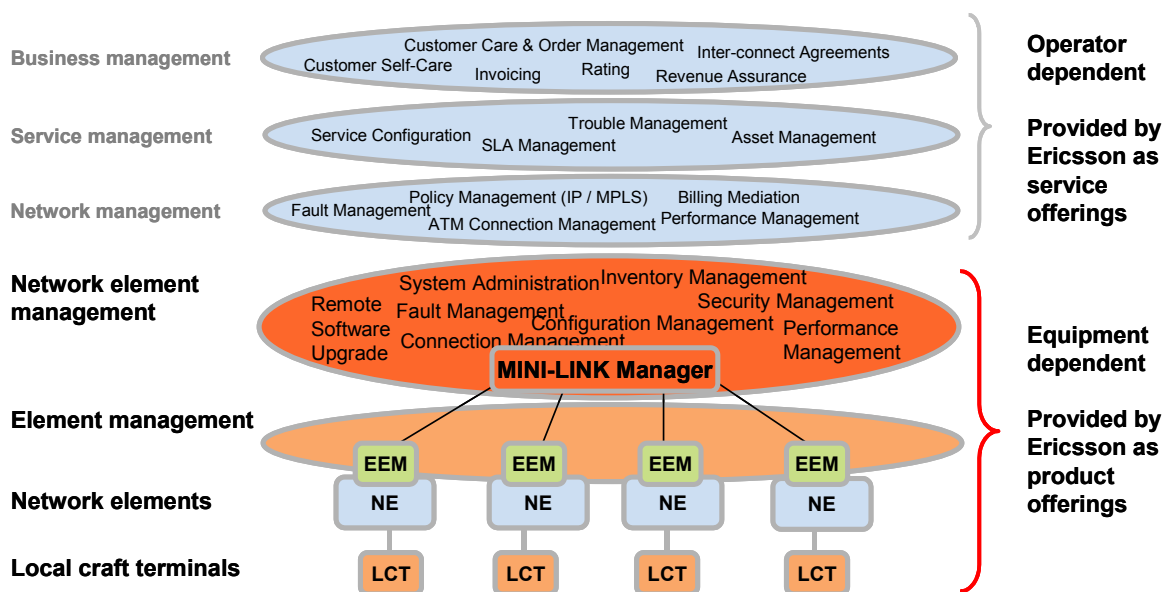 Business management
Customer Care & Order Management
Inter-connect Agreements
Customer Self-Care
Invoicing
Rating
Revenue Assurance
Operator
dependent
Service management
Service Configuration
Trouble Management
SLA Management
Asset Management
Provided by
Ericsson as
service
offerings
Network management
Policy Management (IP / MPLS)
Billing Mediation
Fault Management
ATM Connection Management
Performance Management
Network element
management
System Administration
Inventory Management
Remote
Software
Upgrade
Fault Management
Security Management
Configuration Management
Connection Management
Performance
Management
MINI-LINK Manager
Equipment
dependent
Element management
Provided by
Ericsson as
product
offerings
EEM
EEM
EEM
EEM
Network elements
NE
NE
NE
NE
Local craft terminals
LCT
LCT
LCT
LCT